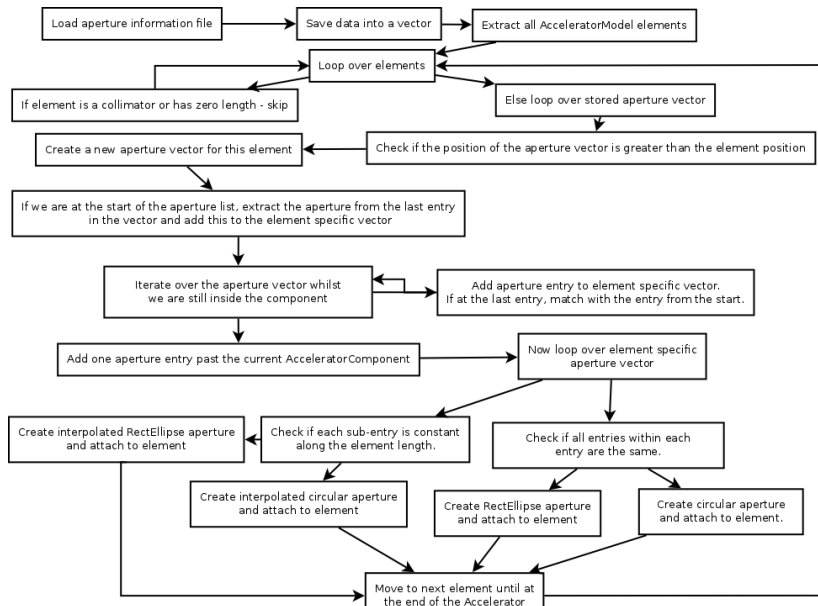 Load aperture information file
Save data into a vector
Extract all AcceleratorModel elements
Loop over elements
If element is a collimator or has zero length - skip
Else loop over stored aperture vector
Create a new aperture vector for this element
Check if the position of the aperture vector is greater than the element position
If we are at the start of the aperture list, extract the aperture from the last entry
in the vector and add this to the element specific vector
Iterate over the aperture vector whilst
we are still inside the component
Add aperture entry to element specific vector.
If at the last entry, match with the entry from the start.
Add one aperture entry past the current AcceleratorComponent
Now loop over element specific
aperture vector
Create interpolated RectEllipse aperture
and attach to element
Check if each sub-entry is constant
along the element length.
Check if all entries within each
entry are the same.
Create interpolated circular aperture
and attach to element
Create RectEllipse aperture
and attach to element
Create circular aperture
and attach to element.
Move to next element until at
the end of the Accelerator